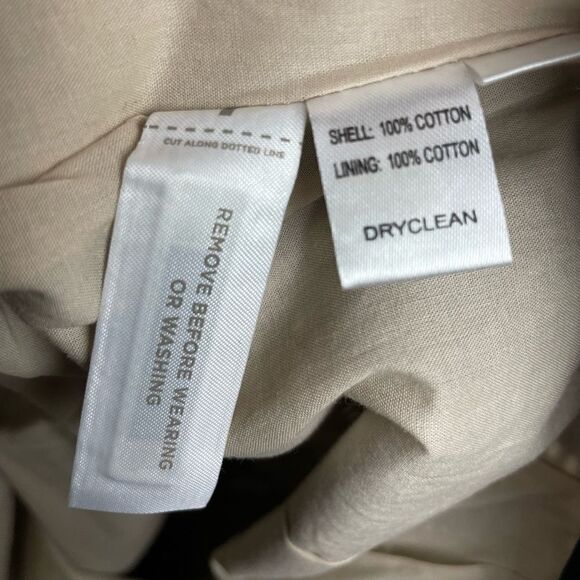 CUT ALONG DOTTED LINE
REMOVE BEFORE WEARING
OR WASHING
SHELL: 100% COTTON
LINING: 100% COTTON
DRYCLEAN